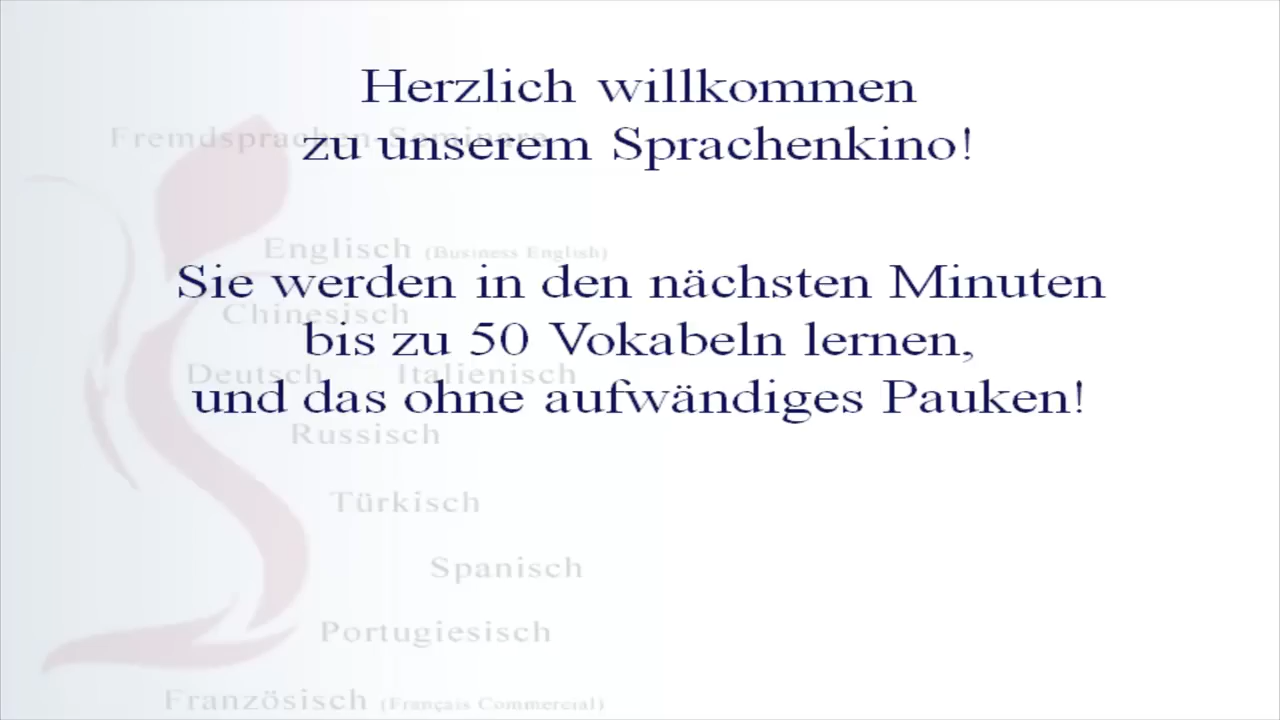 Herzlich willkommen
Fremdsprachen-Seminare
zu unserem Sprachenkino!
Englisch (Business English)
Sie werden in den nächsten Minuten
Chinesisch
bis zu 50 Vokabeln lernen,
Deutsch Italienisch
und das ohne aufwändiges Pauken!
Russisch
Türkisch
Spanisch
Portugiesisch
Französisch (Français Commercial)